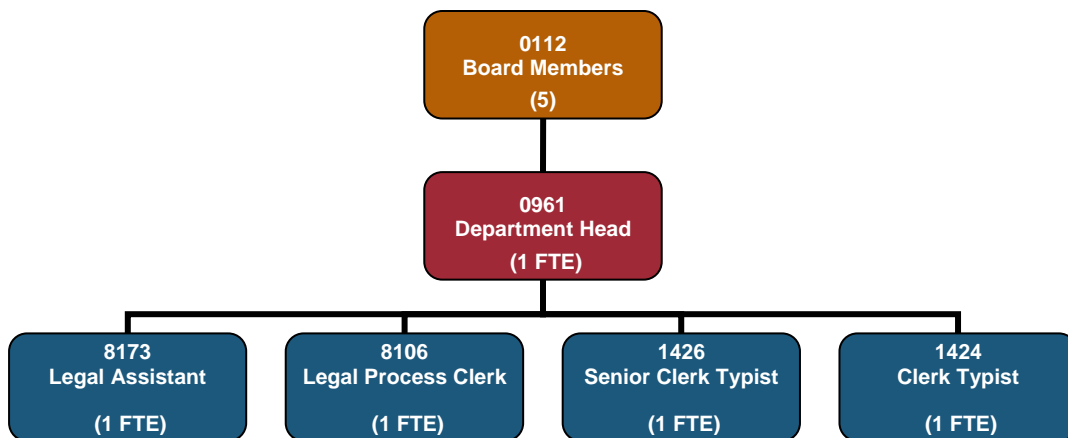 0112
Board Members
(5)
0961
Department Head
(1 FTE)
8173
Legal Assistant
(1 FTE)
8106
Legal Process Clerk
(1 FTE)
1426
Senior Clerk Typist
(1 FTE)
1424
Clerk Typist
(1 FTE)